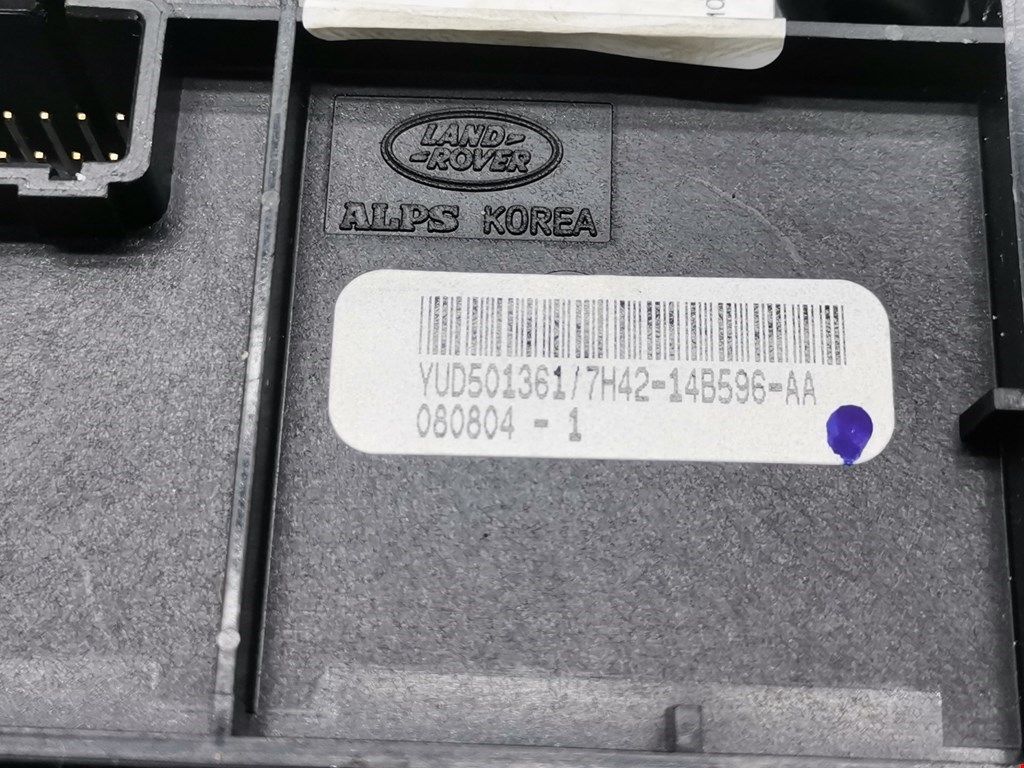 LAND-
-ROVER
ALPS KOREA
YUD501361/7H42-14B596-AA
080804 - 1